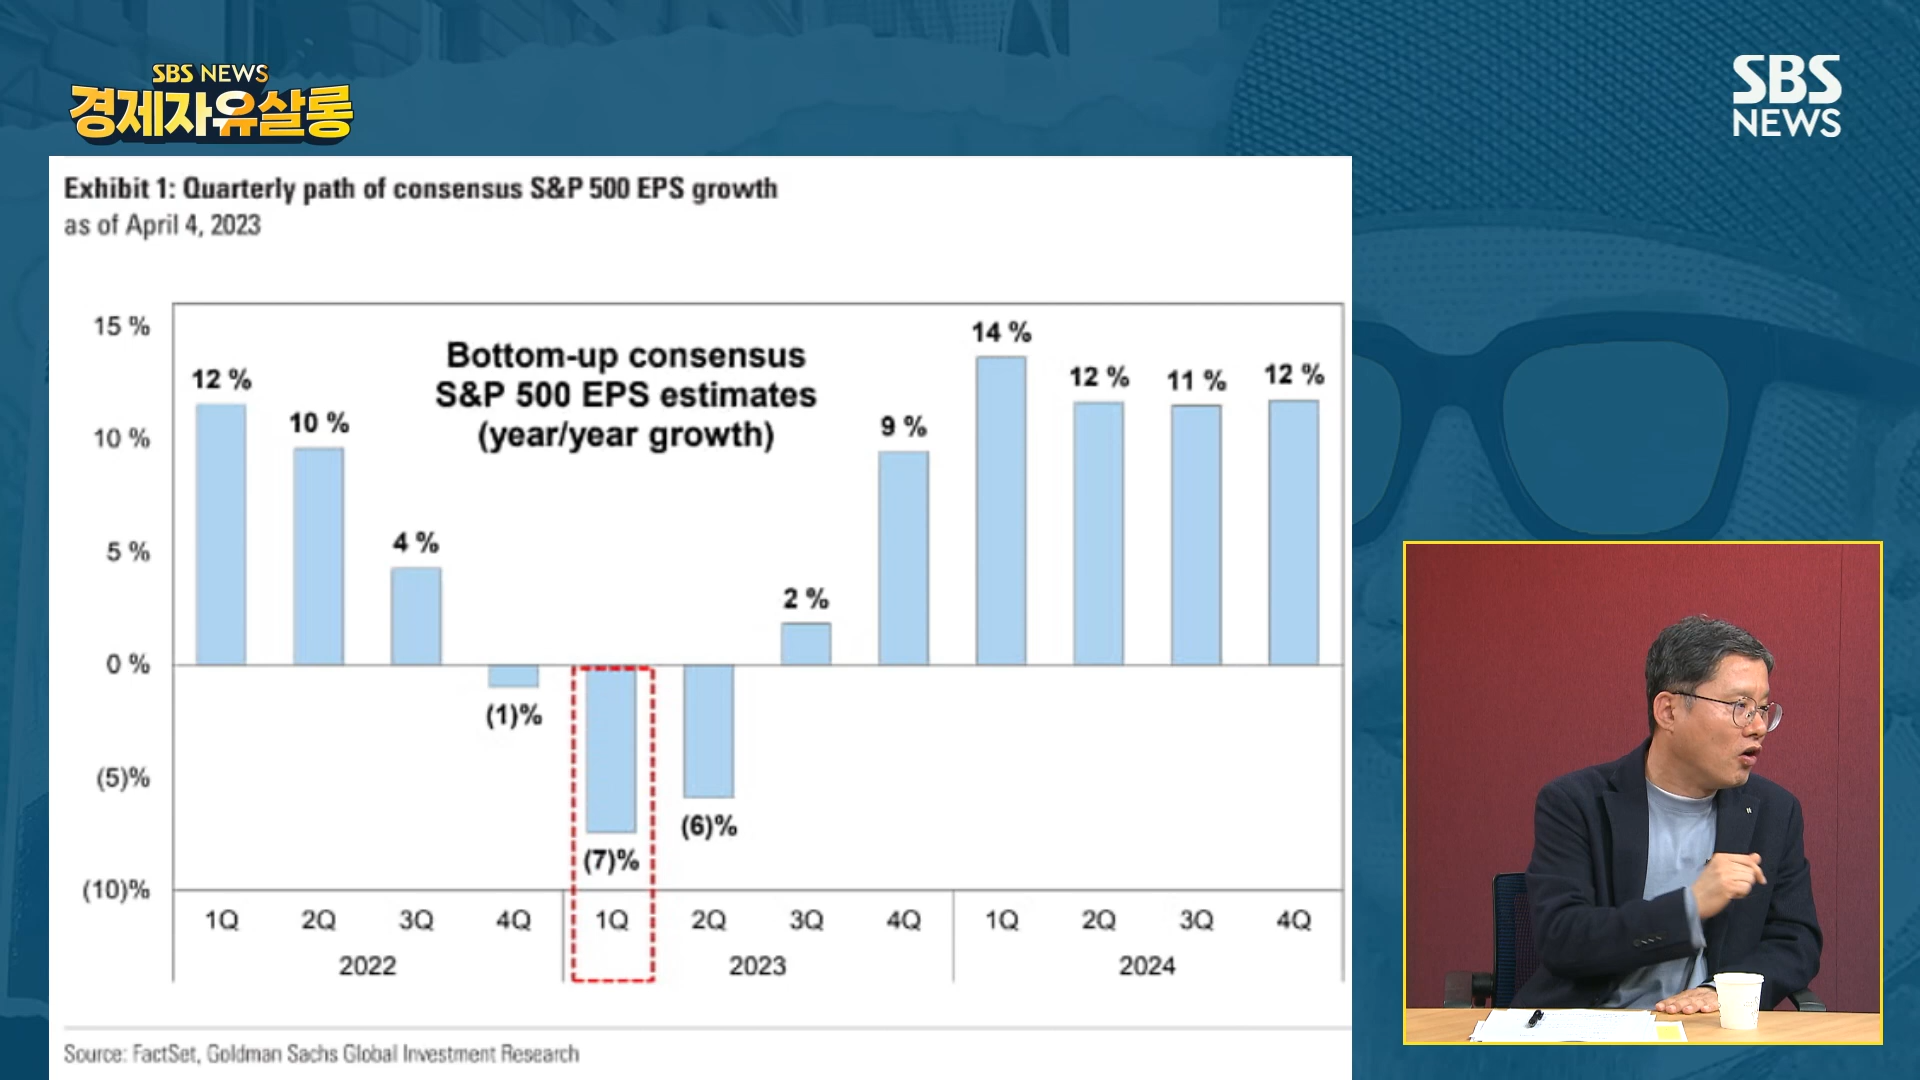 SBS NEWS
경제자유살롱
SBS
NEWS
Exhibit 1: Quarterly path of consensus S&P 500 EPS growth
as of April 4, 2023
Bottom-up consensus
S&P 500 EPS estimates
(year/year growth)
15 %
10 %
5 %
0 %
(5)%
(10)%
12 %
10 %
4 %
(1)%
(7)%
(6)%
2 %
9 %
14 %
12 %
11 %
12 %
1Q 2Q 3Q 4Q 1Q 2Q 3Q 4Q 1Q 2Q 3Q 4Q
2022 2023 2024
Source: FactSet, Goldman Sachs Global Investment Research